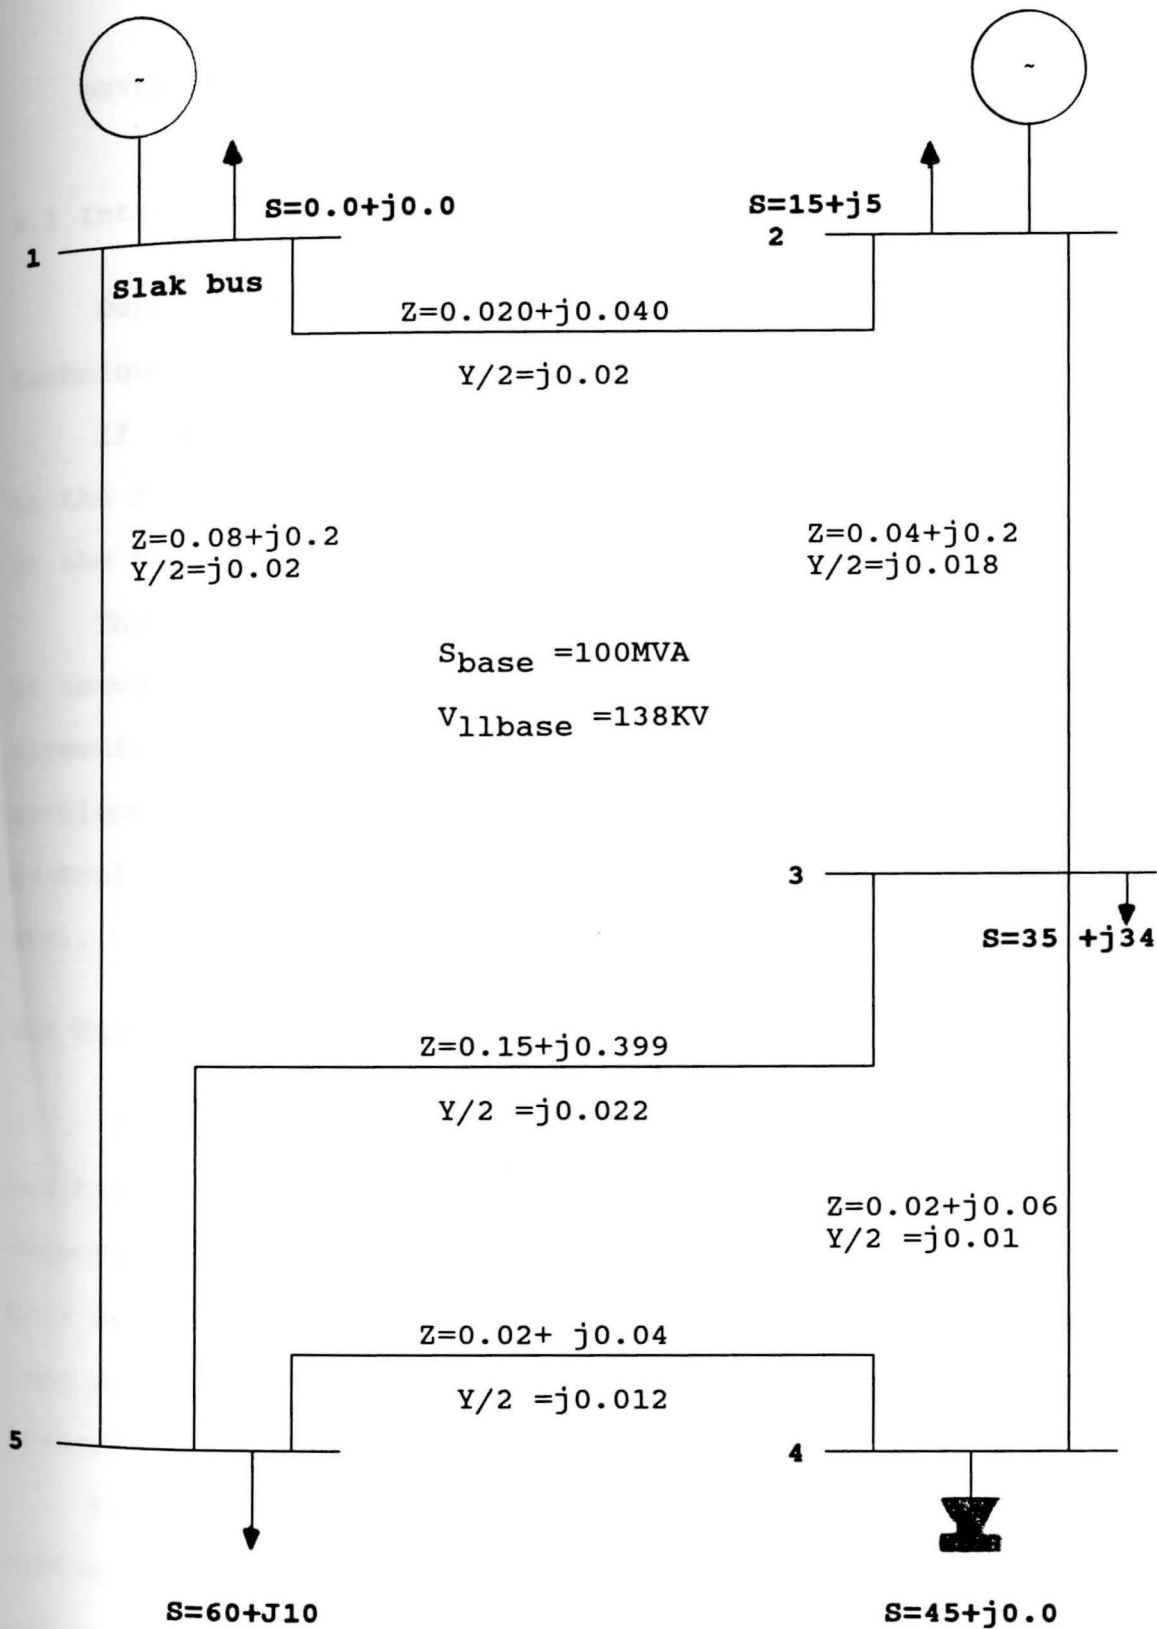 ~
~
S=0.0+j0.0
S=15+j5
1
2
Slak bus
Z=0.020+j0.040
Y/2=j0.02
Z=0.08+j0.2
Y/2=j0.02
Z=0.04+j0.2
Y/2=j0.018
Sbase =100MVA
Vllbase =138KV
3
S=35 +j34
Z=0.15+j0.399
Y/2 =j0.022
Z=0.02+j0.06
Y/2 =j0.01
Z=0.02+ j0.04
Y/2 =j0.012
5
4
S=60+J10
S=45+j0.0